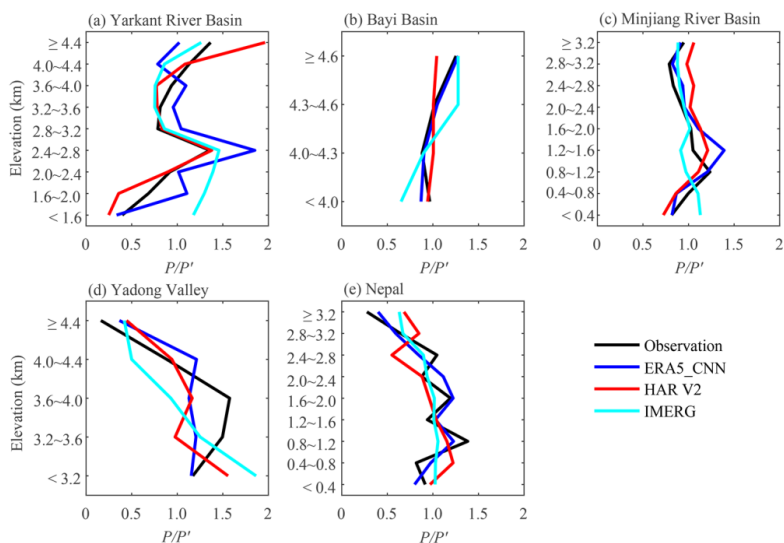 (a) Yarkant River Basin
Elevation (km)
≥ 4.4
4.0~4.4
3.6~4.0
3.2~3.6
2.8~3.2
2.4~2.8
2.0~2.4
1.6~2.0
< 1.6
0 0.5 1.0 1.5 2
P/P'
(b) Bayi Basin
≥ 4.6
4.3~4.6
4.0~4.3
< 4.0
0 0.5 1.0 1.5 2
P/P'
(c) Minjiang River Basin
≥ 3.2
2.8~3.2
2.4~2.8
2.0~2.4
1.6~2.0
1.2~1.6
0.8~1.2
0.4~0.8
< 0.4
0 0.5 1.0 1.5 2
P/P'
(d) Yadong Valley
Elevation (km)
≥ 4.4
4.0~4.4
3.6~4.0
3.2~3.6
< 3.2
0 0.5 1.0 1.5 2
P/P'
(e) Nepal
≥ 3.2
2.8~3.2
2.4~2.8
2.0~2.4
1.6~2.0
1.2~1.6
0.8~1.2
0.4~0.8
< 0.4
0 0.5 1.0 1.5 2
P/P'
Observation
ERA5_CNN
HAR V2
IMERG